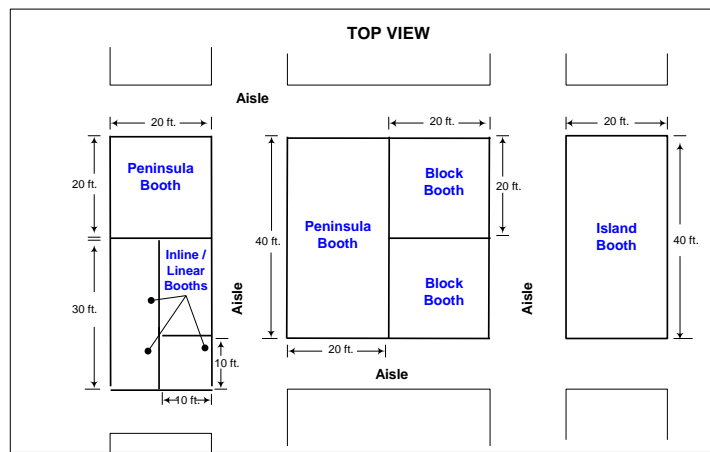 TOP VIEW
Aisle
20 ft.
20 ft.
20 ft.
20 ft.
Peninsula
Booth
Block
Booth
20 ft.
Peninsula
Booth
40 ft.
Island
Booth
40 ft.
Inline /
Linear
Booths
30 ft.
Aisle
Block
Booth
Aisle
10 ft.
20 ft.
Aisle
10 ft.